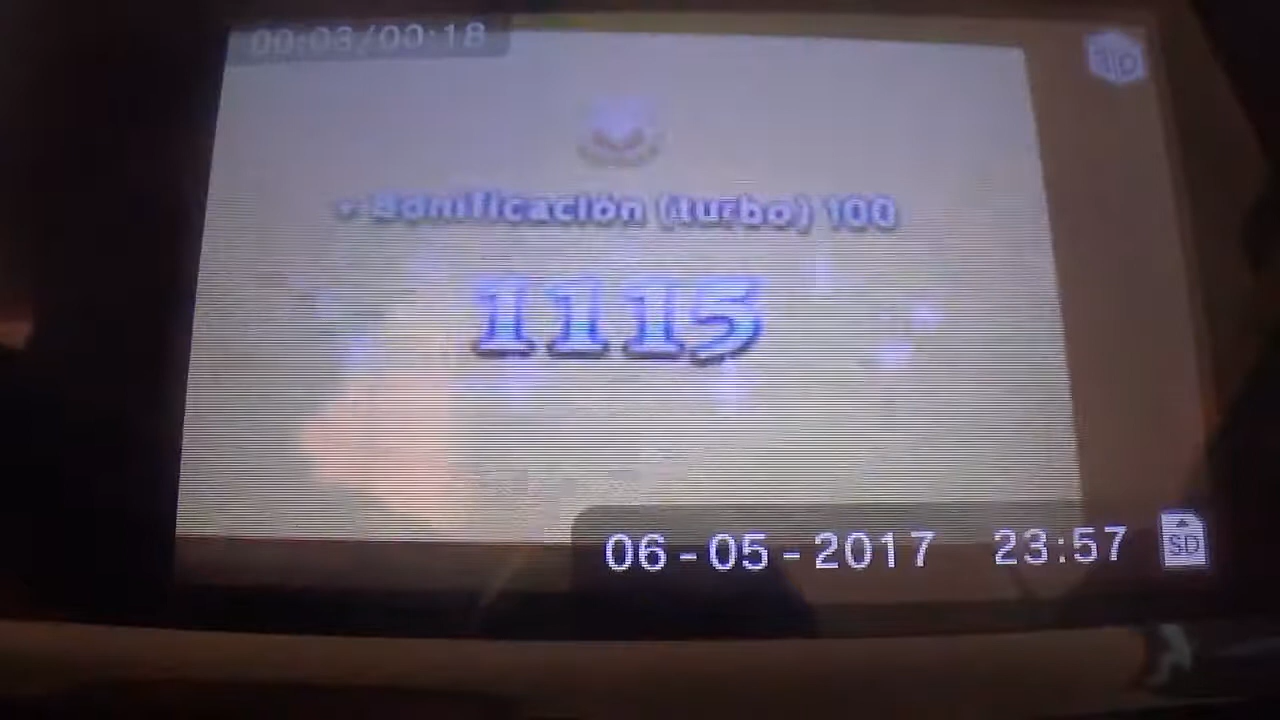 00:03/00:18
+ Bonificación (turbo) 100
1115
06-05-2017 23:57
SD